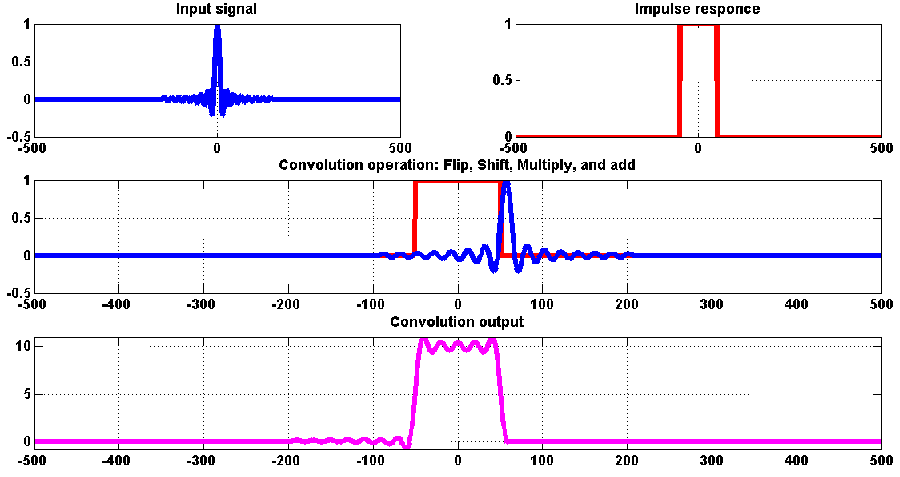 Input signal
1
0.5
0
-0.5
-500 0 500
Impulse responce
1
0.5
0
-500 0 500
Convolution operation: Flip, Shift, Multiply, and add
1
0.5
0
-0.5
-500 -400 -300 -200 -100 0 100 200 300 400 500
Convolution output
10
5
0
-500 -400 -300 -200 -100 0 100 200 300 400 500